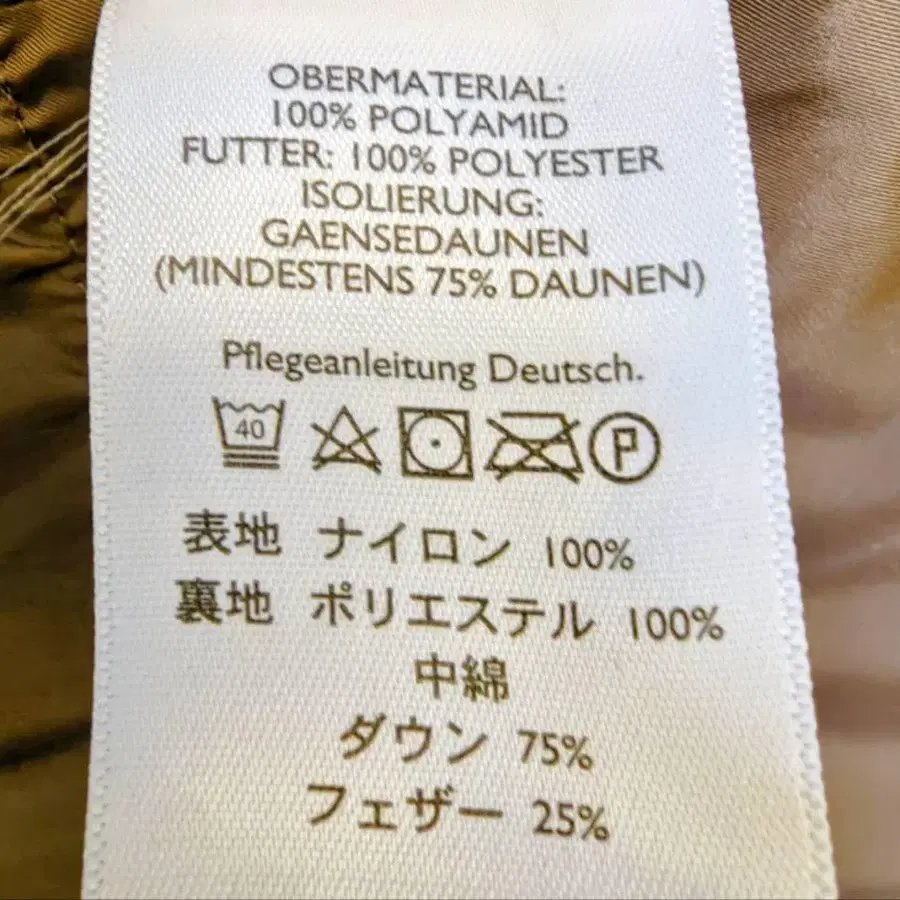 OBERMATERIAL:
100% POLYAMID
FUTTER: 100% POLYESTER
ISOLIERUNG:
GAENSEDAUNEN
(MINDESTENS 75% DAUNEN)
Pflegeanleitung Deutsch.
40 P
表地 ナイロン 100%
裏地 ポリエステル 100%
中綿
ダウン 75%
フェザー 25%